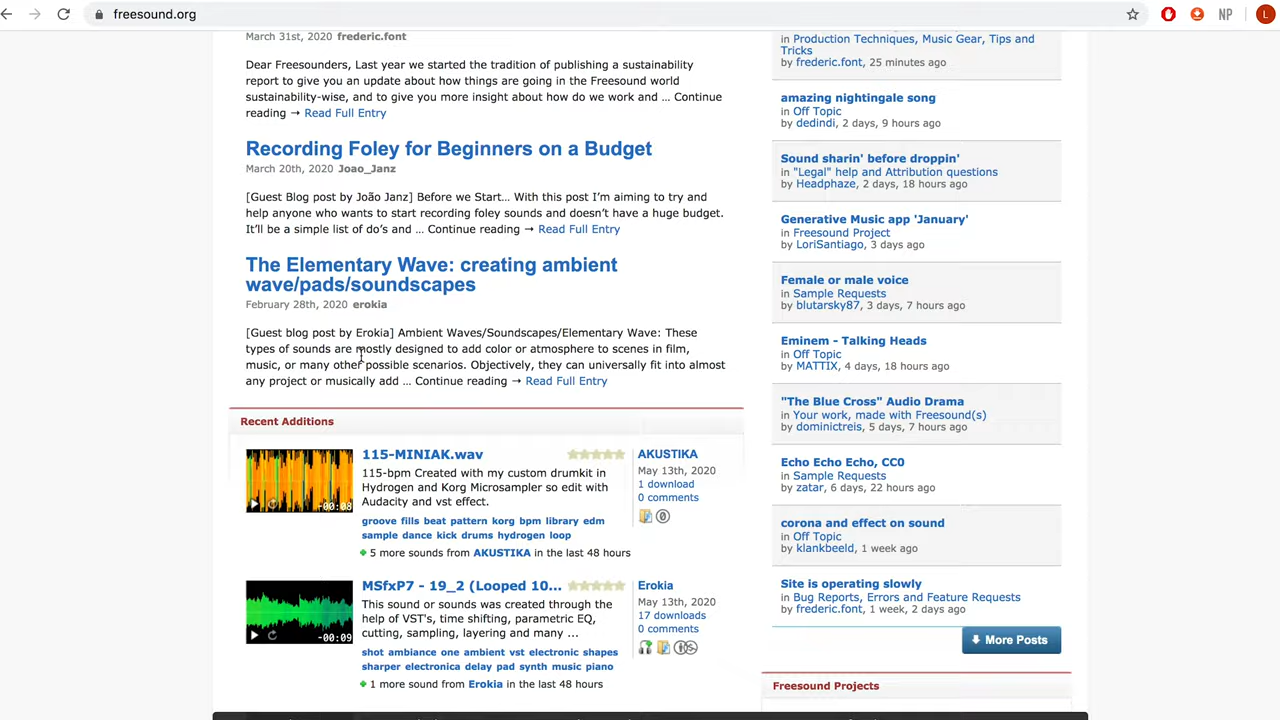 freesound.org
NP
L
March 31st, 2020 frederic.font
Dear Freesounders, Last year we started the tradition of publishing a sustainability
report to give you an update about how things are going in the Freesound world
sustainability-wise, and to give you more insight about how do we work and … Continue
reading → Read Full Entry
Recording Foley for Beginners on a Budget
March 20th, 2020 Joao_Janz
[Guest Blog post by João Janz] Before we Start… With this post I'm aiming to try and
help anyone who wants to start recording foley sounds and doesn't have a huge budget.
It'll be a simple list of do's and … Continue reading → Read Full Entry
The Elementary Wave: creating ambient
wave/pads/soundscapes
February 28th, 2020 erokia
[Guest blog post by Erokia] Ambient Waves/Soundscapes/Elementary Wave: These
types of sounds are mostly designed to add color or atmosphere to scenes in film,
music, or many other possible scenarios. Objectively, they can universally fit into almost
any project or musically add … Continue reading → Read Full Entry
Recent Additions
115-MINIAK.wav
115-bpm Created with my custom drumkit in
Hydrogen and Korg Microsampler so edit with
Audacity and vst effect.
groove fills beat pattern korg bpm library edm
sample dance kick drums hydrogen loop
5 more sounds from AKUSTIKA in the last 48 hours
-00:08
AKUSTIKA
May 13th, 2020
1 download
0 comments
MSfxP7 - 19_2 (Looped 10...
This sound or sounds was created through the
help of VST's, time shifting, parametric EQ,
cutting, sampling, layering and many ...
shot ambiance one ambient vst electronic shapes
sharper electronica delay pad synth music piano
1 more sound from Erokia in the last 48 hours
-00:09
Erokia
May 13th, 2020
17 downloads
0 comments
in Production Techniques, Music Gear, Tips and
Tricks
by frederic.font, 25 minutes ago
amazing nightingale song
in Off Topic
by dedindi, 2 days, 9 hours ago
Sound sharin' before droppin'
in "Legal" help and Attribution questions
by Headphaze, 2 days, 18 hours ago
Generative Music app 'January'
in Freesound Project
by LoriSantiago, 3 days ago
Female or male voice
in Sample Requests
by blutarsky87, 3 days, 7 hours ago
Eminem - Talking Heads
in Off Topic
by MATTIX, 4 days, 18 hours ago
"The Blue Cross" Audio Drama
in Your work, made with Freesound(s)
by dominictreis, 5 days, 7 hours ago
Echo Echo Echo, CC0
in Sample Requests
by zatar, 6 days, 22 hours ago
corona and effect on sound
in Off Topic
by klankbeeld, 1 week ago
Site is operating slowly
in Bug Reports, Errors and Feature Requests
by frederic.font, 1 week, 2 days ago
More Posts
Freesound Projects